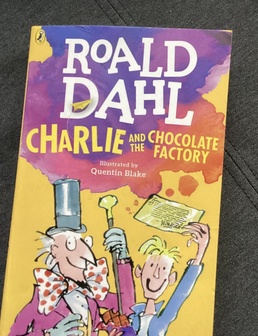 ROALD
DAHL
CHARLIE AND THE CHOCOLATE FACTORY
Illustrated by
Quentin Blake